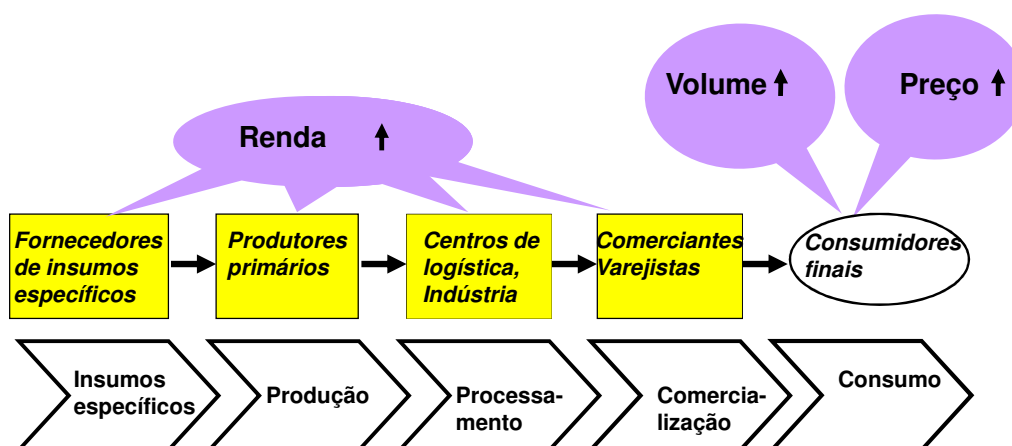 Volume
Preço
Renda
Fornecedores
de insumos
específicos
Produtores
primários
Centros de
logística,
Indústria
Comerciantes
Varejistas
Consumidores
finais
Insumos
específicos
Produção
Processa-
mento
Comercia-
lização
Consumo